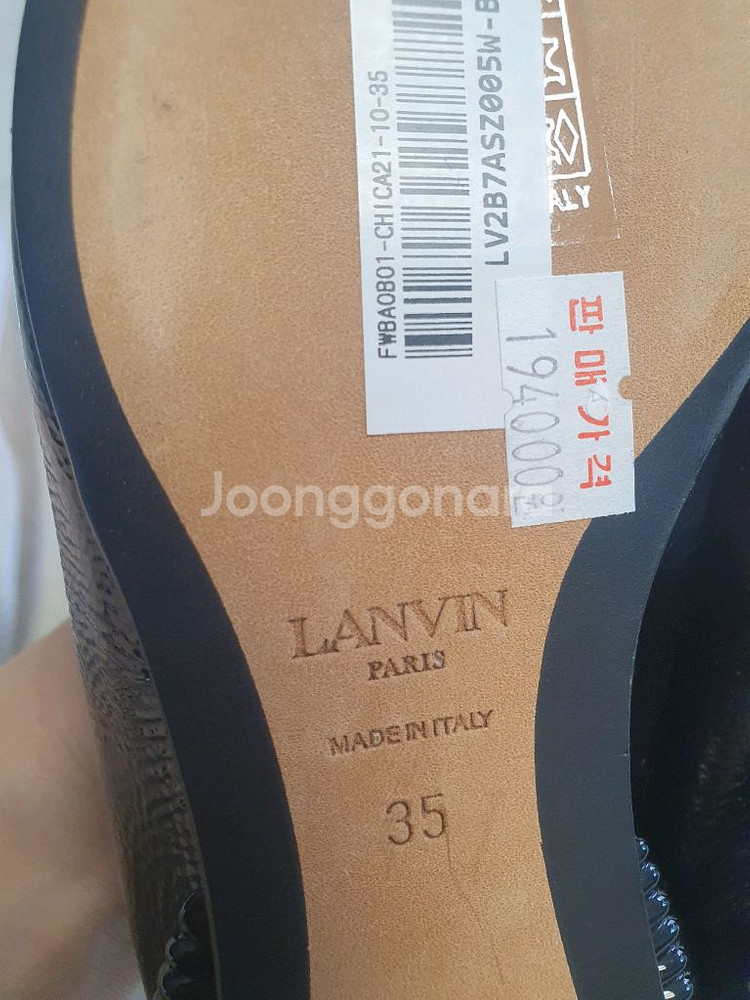 FWBA0B01-CHICA21-10-35
LV2B7ASZ005W-B
판매가격
194000원
Joonggonara
LANVIN
PARIS
MADE IN ITALY
35